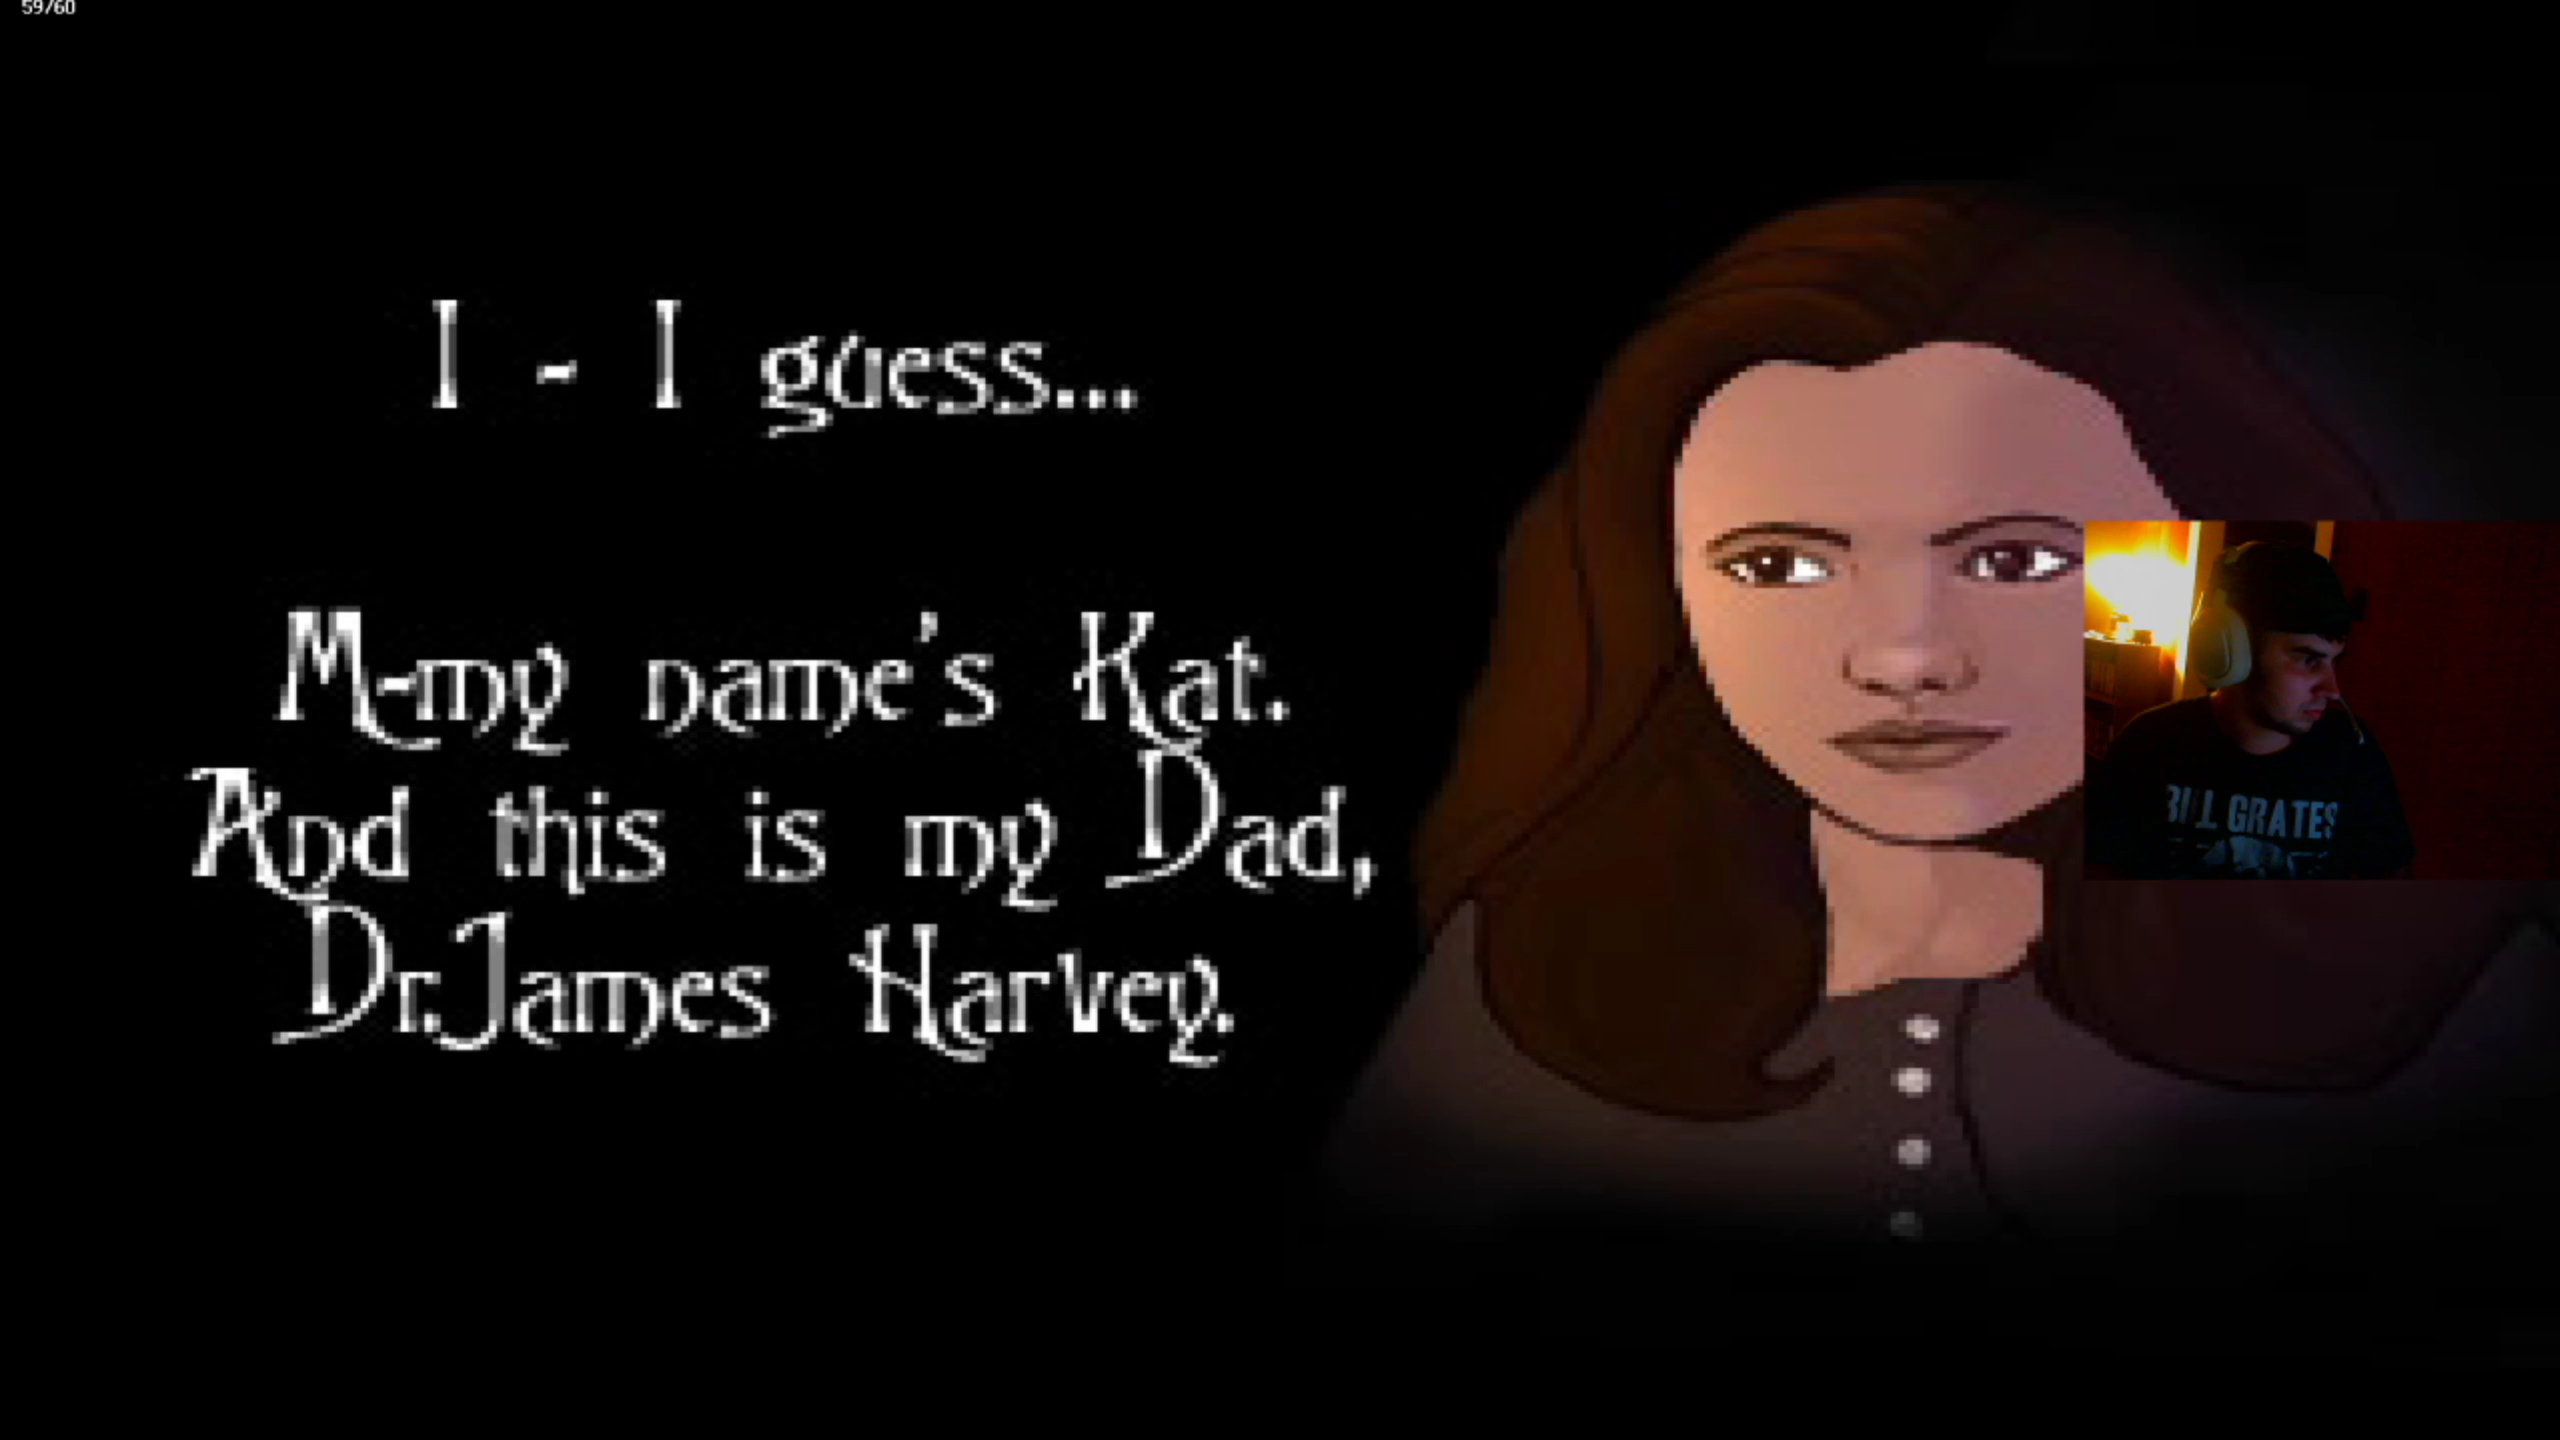 59/60
I - I guess...
M-my name's Kat.
And this is my Dad,
Dr.James Harvey.
BILL GRATES